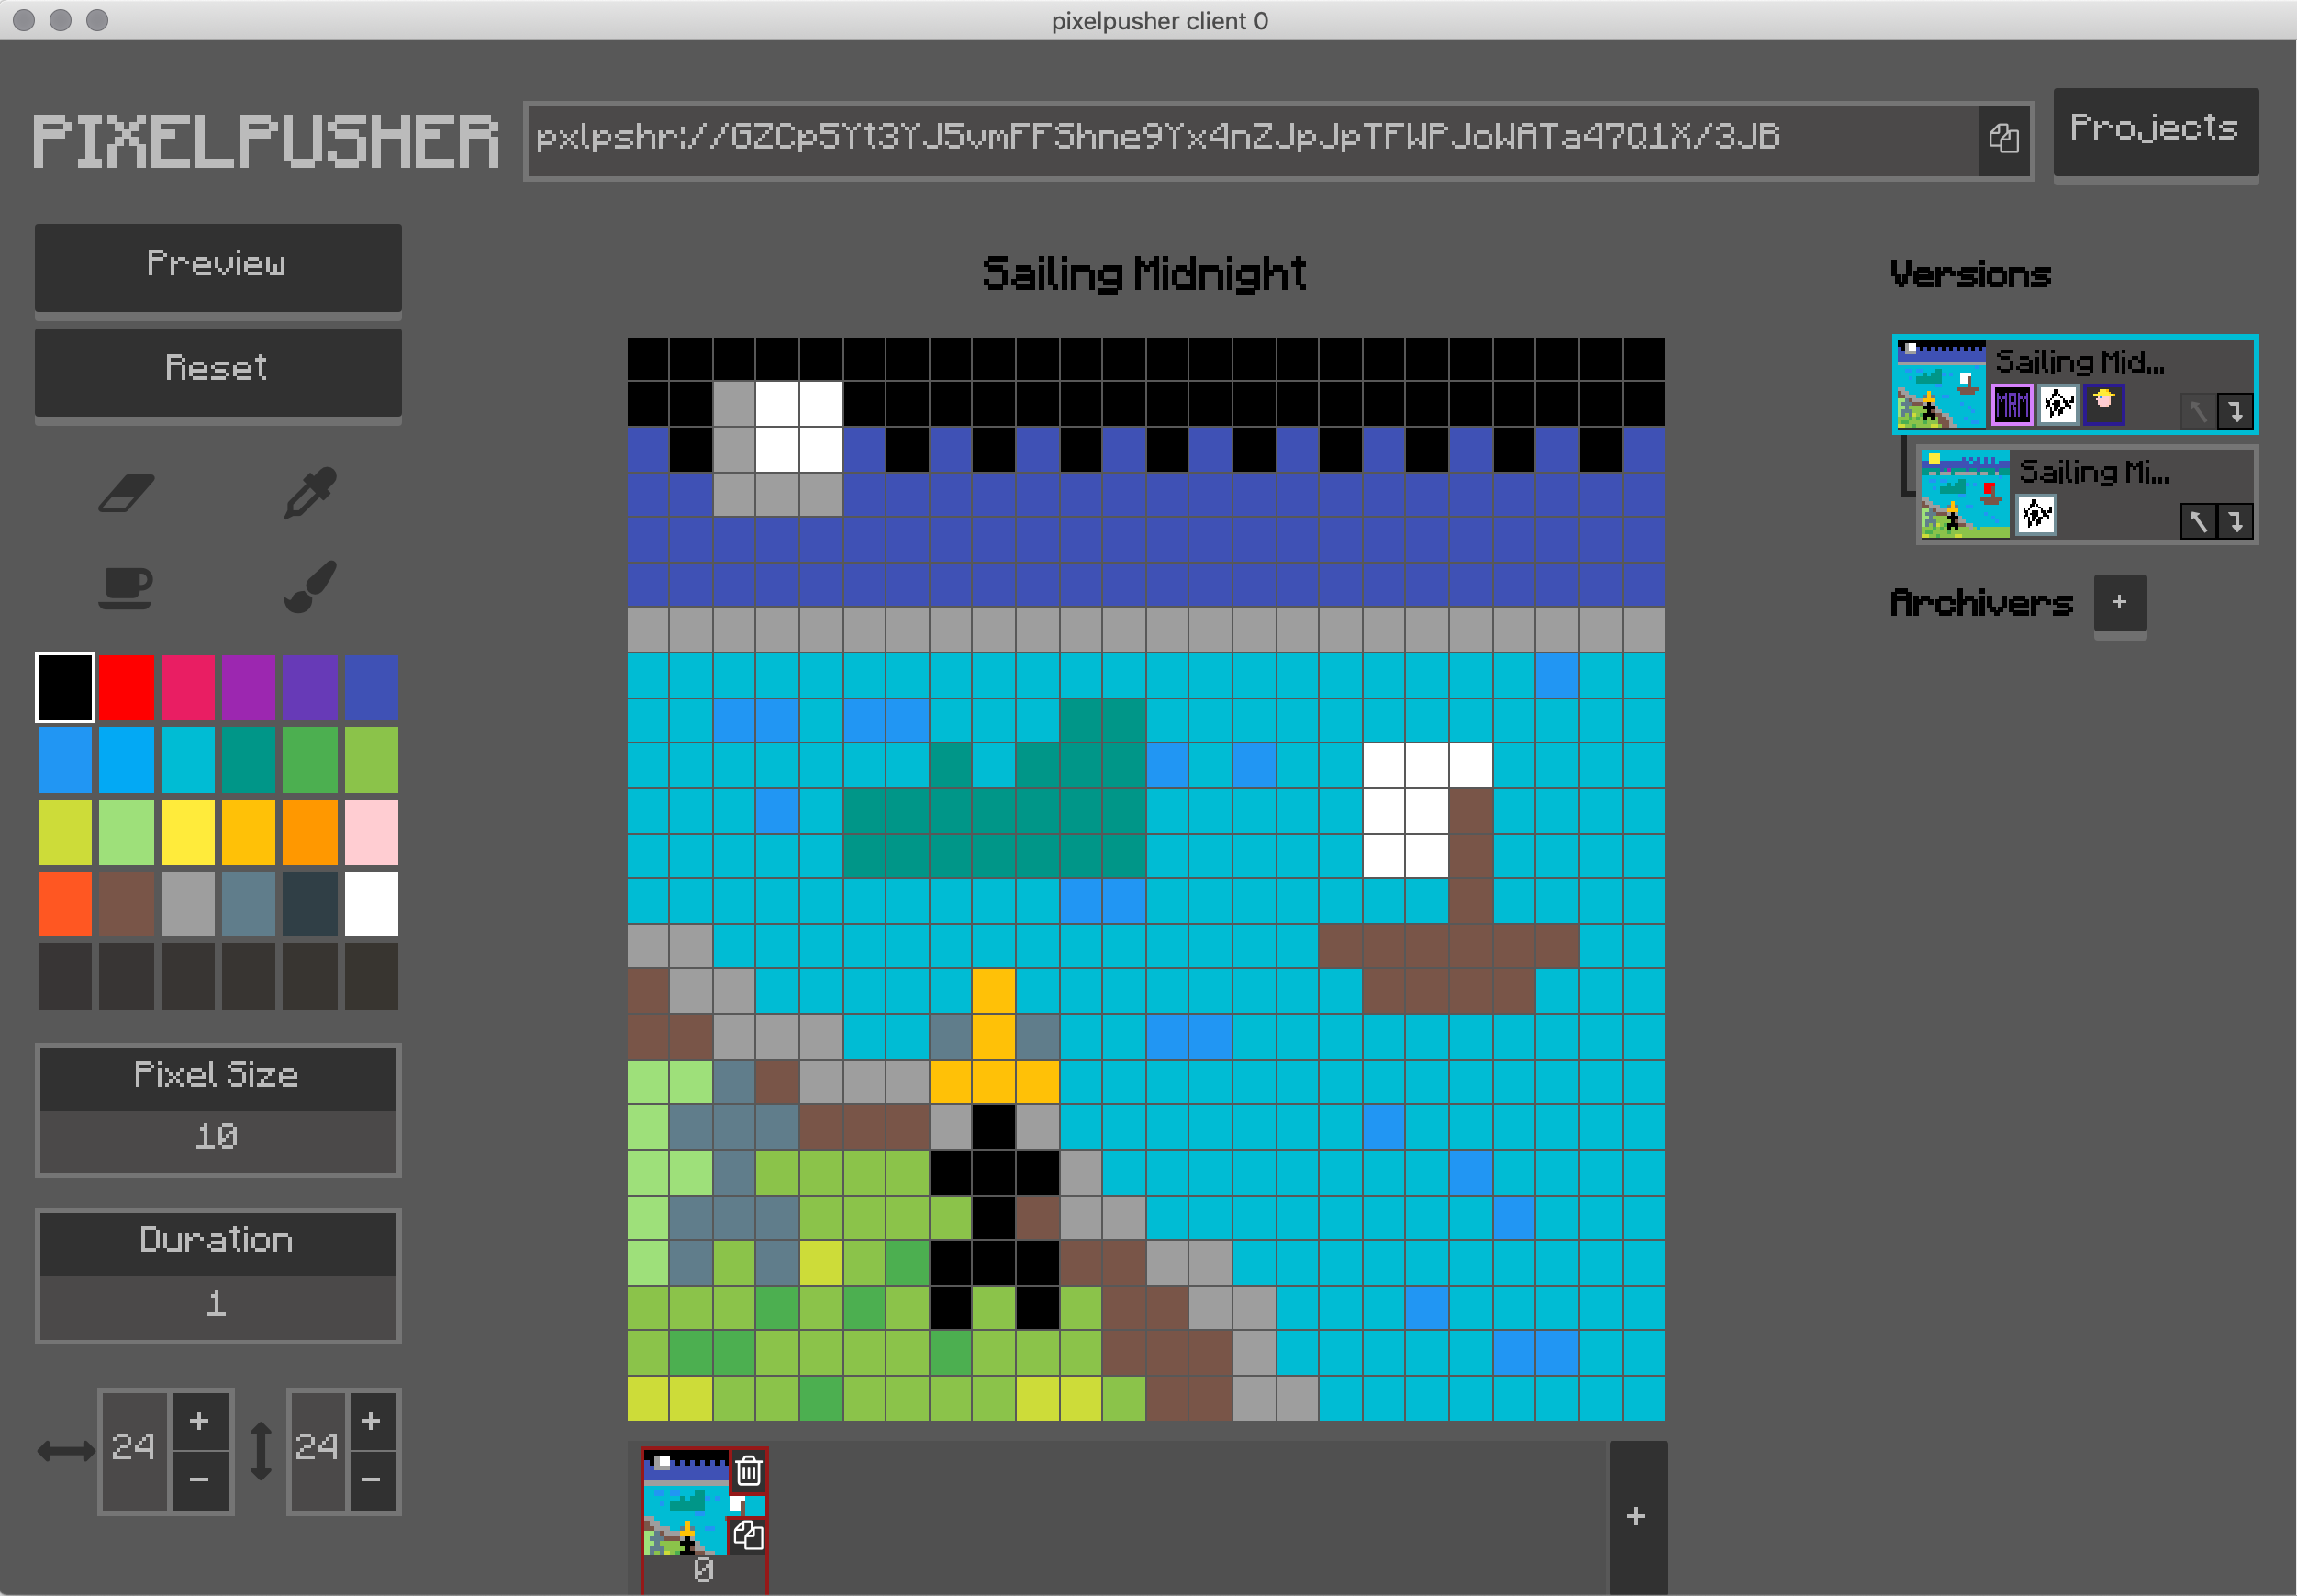 pixelpusher client 0
PIXELPUSHER
pxlpshr://GZCp5Yt3YJ5vmFFShne9Yx4nZJpJpTFWPJoWATa47Q1X/3JB
Projects
Preview
Reset
Sailing Midnight
Versions
Sailing Mid...
MRM
Sailing Mi...
Archivers +
Pixel Size
10
Duration
1
24 + -
24 + -
0
+